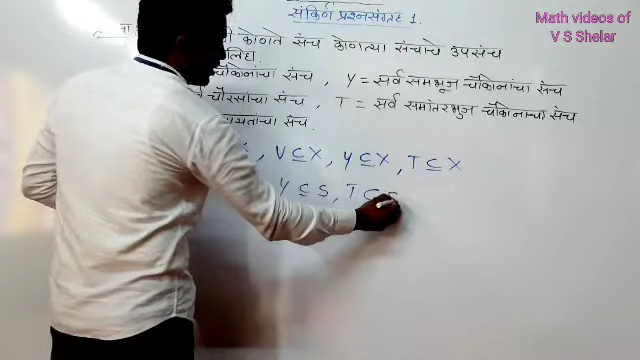 Math videos of
V S Shelar
संकिर्ण प्रश्नसंग्रह 1.
कोणते संच कोणत्या संचाचे उपसंच
लिहा.
चौकोनांचा संच , Y = सर्व समभूज चौकोनांचा संच
चौरसांचा संच , T = सर्व समांतरभुज चौकोनांचा संच
संच .
, V ⊆ X , Y ⊆ X , T ⊆ X
Y ⊆ S , T ⊆